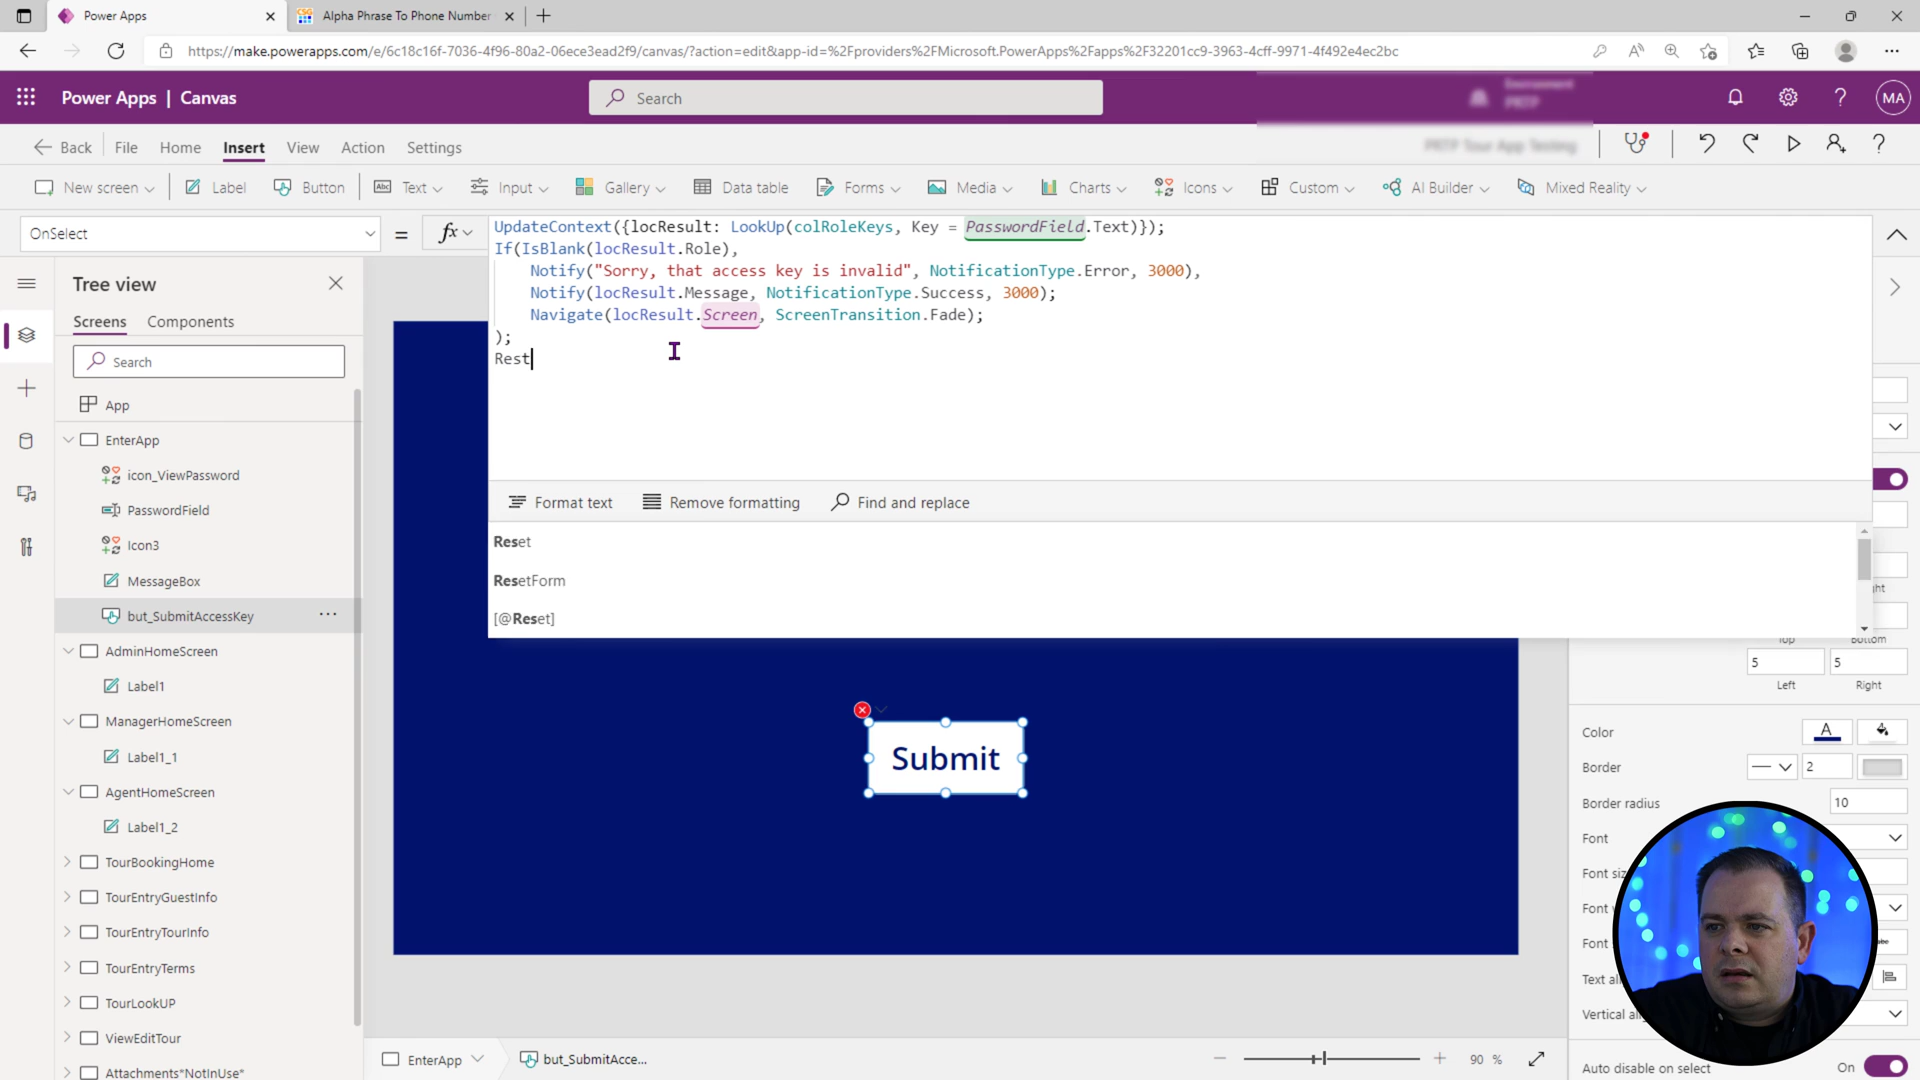 Power Apps
Alpha Phrase To Phone Number
https://make.powerapps.com/e/6c18c16f-7036-4f96-80a2-06ece3ead2f9/canvas/?action=edit&app-id=%2Fproviders%2FMicrosoft.PowerApps%2Fapps%2F32201cc9-3963-4cff-9971-4f492e4ec2bc
Power Apps | Canvas
Search
MA
Back File Home Insert View Action Settings
New screen Label Button Text Input Gallery Data table Forms Media Charts Icons Custom AI Builder Mixed Reality
OnSelect = fx
UpdateContext({locResult: LookUp(colRoleKeys, Key = PasswordField.Text)});
If(IsBlank(locResult.Role),
Notify("Sorry, that access key is invalid", NotificationType.Error, 3000),
Notify(locResult.Message, NotificationType.Success, 3000);
Navigate(locResult.Screen, ScreenTransition.Fade);
);
Rest
Format text Remove formatting Find and replace
Reset
ResetForm
[@Reset]
Tree view
Screens Components
Search
App
EnterApp
icon_ViewPassword
PasswordField
Icon3
MessageBox
but_SubmitAccessKey
AdminHomeScreen
Label1
ManagerHomeScreen
Label1_1
AgentHomeScreen
Label1_2
TourBookingHome
TourEntryGuestInfo
TourEntryTourInfo
TourEntryTerms
TourLookUP
ViewEditTour
Attachments*NotInUse*
Submit
5 5
Left Right
Color A
Border 2
Border radius 10
Font
Font
Font
Vertical
Auto disable on select On
EnterApp but_SubmitAcce...
90 %